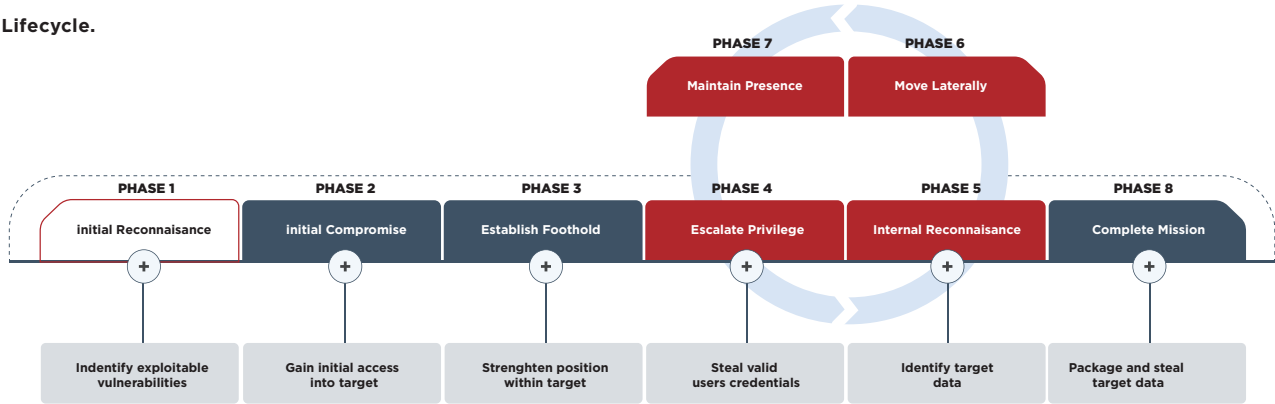 Lifecycle.
PHASE 7
PHASE 6
Maintain Presence
Move Laterally
PHASE 1
PHASE 2
PHASE 3
PHASE 4
PHASE 5
PHASE 8
initial Reconnaisance
initial Compromise
Establish Foothold
Escalate Privilege
Internal Reconnaisance
Complete Mission
+
+
+
+
+
+
Indentify exploitable
vulnerabilities
Gain initial access
into target
Strenghten position
within target
Steal valid
users credentials
Identify target
data
Package and steal
target data